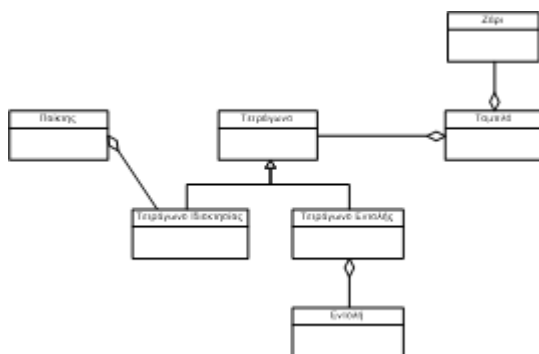 Ζάρι
Παίκτης
Τετράγωνο
Ταμπλό
Τετράγωνο Ιδιοκτησίας
Τετράγωνο Εντολής
Εντολή